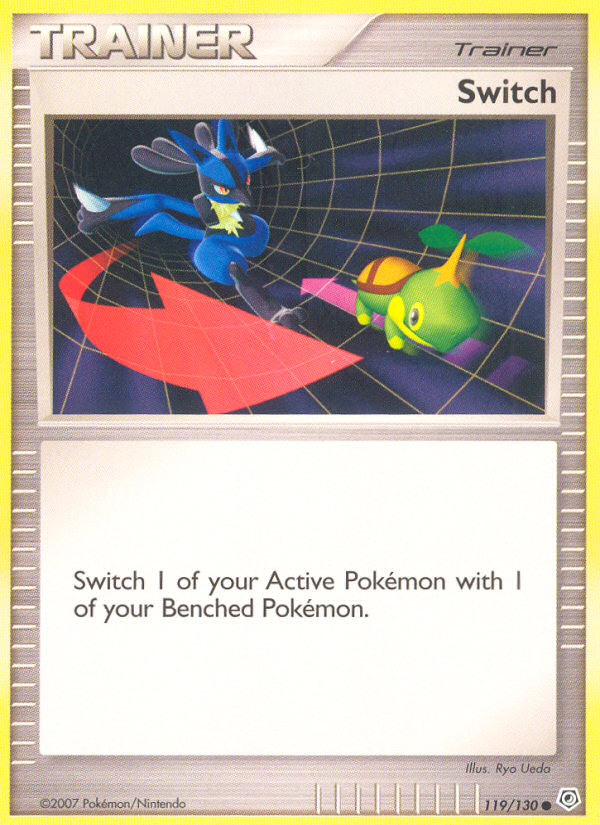 TRAINER
Trainer
Switch
Switch 1 of your Active Pokémon with 1
of your Benched Pokémon.
Illus. Ryo Ueda
©2007 Pokémon/Nintendo
119/130